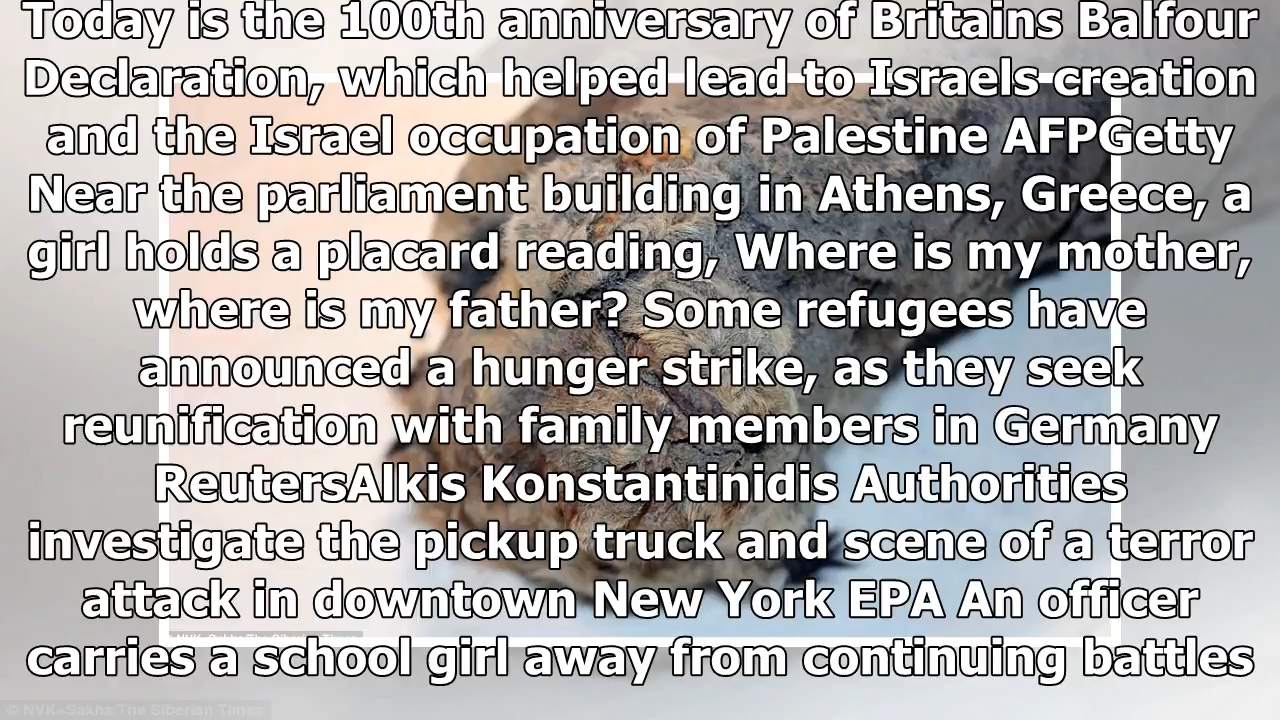 Today is the 100th anniversary of Britains Balfour
Declaration, which helped lead to Israels creation
and the Israel occupation of Palestine AFPGetty
Near the parliament building in Athens, Greece, a
girl holds a placard reading, Where is my mother,
where is my father? Some refugees have
announced a hunger strike, as they seek
reunification with family members in Germany
ReutersAlkis Konstantinidis Authorities
investigate the pickup truck and scene of a terror
attack in downtown New York EPA An officer
carries a school girl away from continuing battles
© NVK-Sakha/The Siberian Times